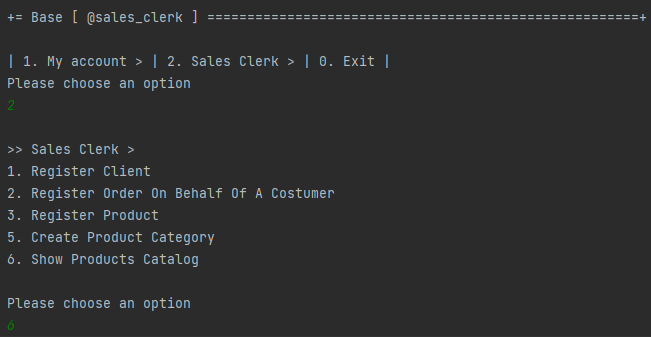 += Base [ @sales_clerk ] ======================================================+
| 1. My account > | 2. Sales Clerk > | 0. Exit |
Please choose an option
2
>> Sales Clerk >
1. Register Client
2. Register Order On Behalf Of A Costumer
3. Register Product
5. Create Product Category
6. Show Products Catalog
Please choose an option
6